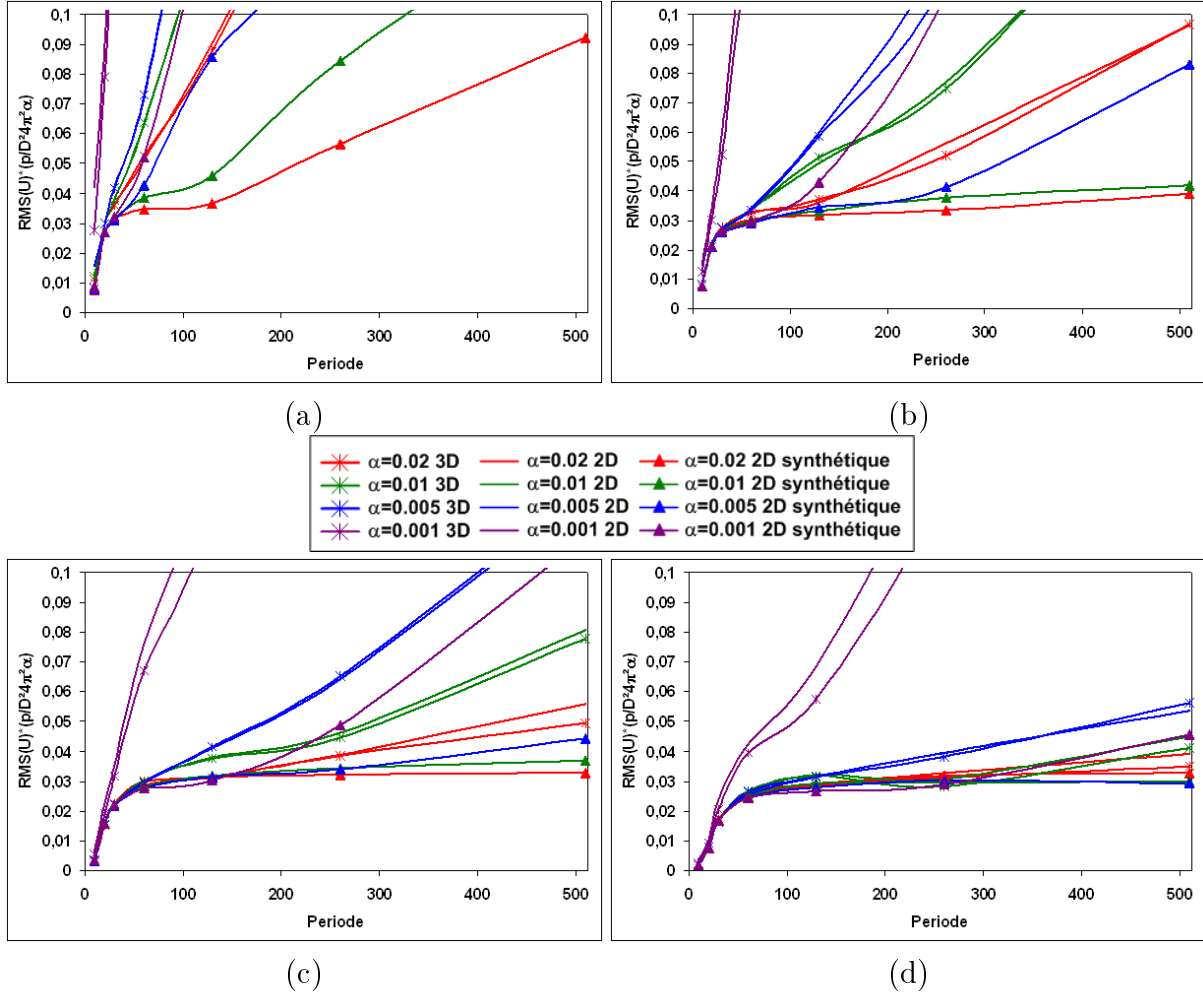 0,1
0,09
0,08
0,07
0,06
0,05
0,04
0,03
0,02
0,01
0
RMS(U)*(p/D²4π²α)
0 100 200 300 400 500
Periode
(a)
0,1
0,09
0,08
0,07
0,06
0,05
0,04
0,03
0,02
0,01
0
RMS(U)*(p/D²4π²α)
0 100 200 300 400 500
Periode
(b)
α=0.02 3D α=0.02 2D α=0.02 2D synthétique
α=0.01 3D α=0.01 2D α=0.01 2D synthétique
α=0.005 3D α=0.005 2D α=0.005 2D synthétique
α=0.001 3D α=0.001 2D α=0.001 2D synthétique
0,1
0,09
0,08
0,07
0,06
0,05
0,04
0,03
0,02
0,01
0
RMS(U)*(p/D²4π²α)
0 100 200 300 400 500
Periode
(c)
0,1
0,09
0,08
0,07
0,06
0,05
0,04
0,03
0,02
0,01
0
RMS(U)*(p/D²4π²α)
0 100 200 300 400 500
Periode
(d)